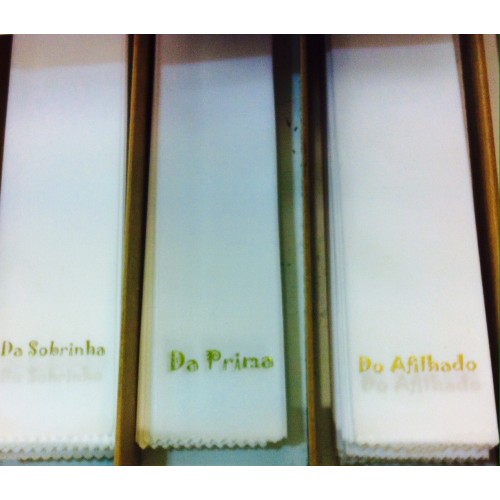 Da Sobrinha
Da Prima
Do Afilhado